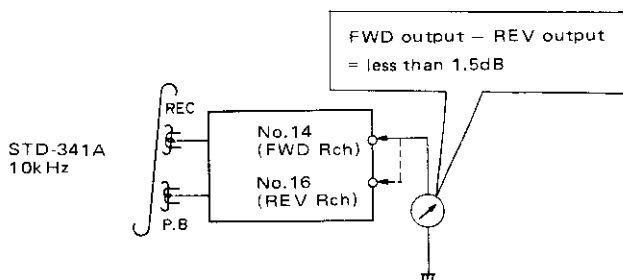 FWD output – REV output
= less than 1.5dB
REC
STD-341A
10kHz
No.14
(FWD Rch)
No.16
(REV Rch)
P.B